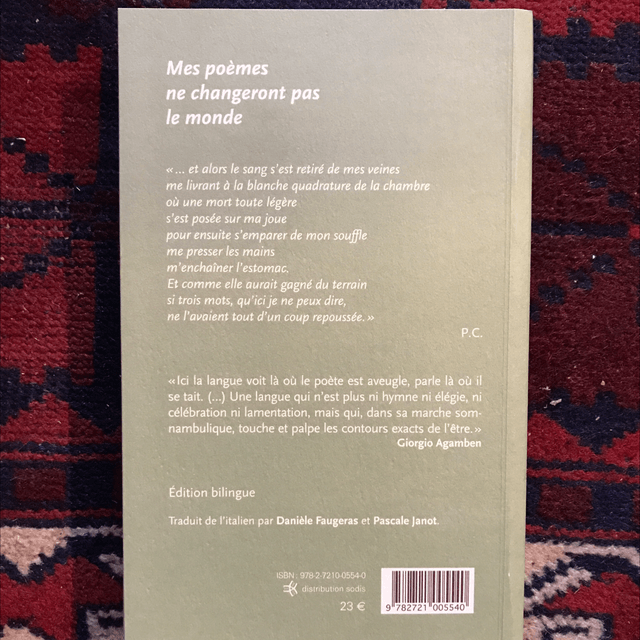 Mes poèmes
ne changeront pas
le monde
« ... et alors le sang s'est retiré de mes veines
me livrant à la blanche quadrature de la chambre
où une mort toute légère
s'est posée sur ma joue
pour ensuite s'emparer de mon souffle
me presser les mains
m'enchaîner l'estomac.
Et comme elle aurait gagné du terrain
si trois mots, qu'ici je ne peux dire,
ne l'avaient tout d'un coup repoussée. »
P.C.
« Ici la langue voit là où le poète est aveugle, parle là où il
se tait. (...) Une langue qui n'est plus ni hymne ni élégie, ni
célébration ni lamentation, mais qui, dans sa marche som-
nambulique, touche et palpe les contours exacts de l'être. »
Giorgio Agamben
Édition bilingue
Traduit de l'italien par Danièle Faugeras et Pascale Janot.
ISBN : 978-2-7210-0554-0
distribution sodis
23 €
9 782721 005540